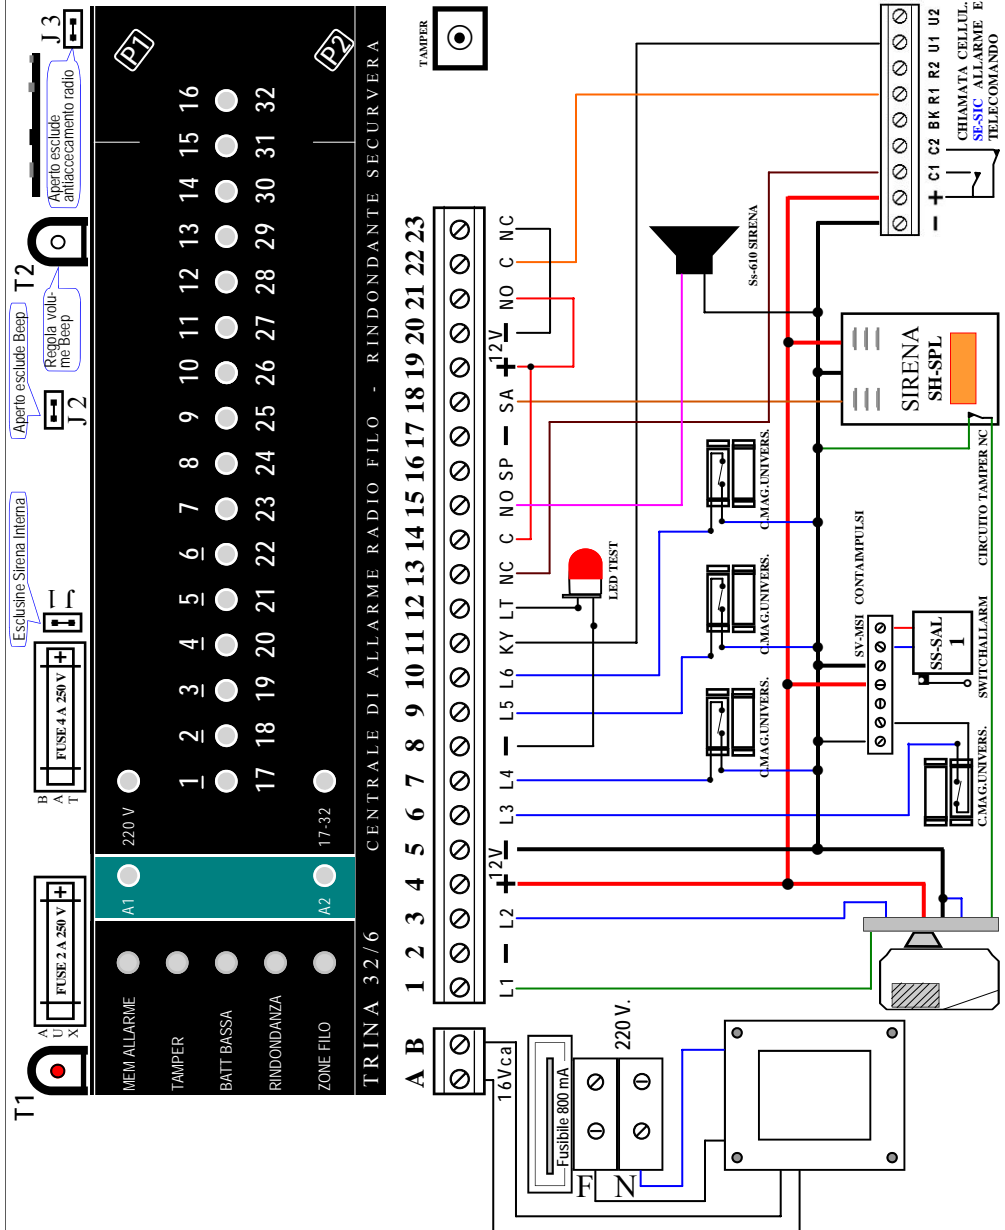 J 3
Aperto esclude
antiaccecamento radio
T2
Regola volu-
me Beep
Aperto esclude Beep
J 2
Esclusine Sirena Interna
J1
FUSE 4 A 250 V
+
B
A
T
FUSE 2 A 250 V
+
A
U
X
T1
P1
P2
1 2 3 4 5 6 7 8 9 10 11 12 13 14 15 16
17 18 19 20 21 22 23 24 25 26 27 28 29 30 31 32
220 V
17-32
A1
A2
MEM ALLARME
TAMPER
BATT BASSA
RINDONDANZA
ZONE FILO
TRINA 32/6 CENTRALE DI ALLARME RADIO FILO - RINDONDANTE SECURVERA
TAMPER
A B
1 2 3 4 5 6 7 8 9 10 11 12 13 14 15 16 17 18 19 20 21 22 23
16Vca
L1 – L2 + 12V – L3 L4 – L5 L6 KY LT NC C NO SP – SA + 12V – NO C NC
Fusibile 800 mA
220 V.
F N
LED TEST
Ss-610 SIRENA
C.MAG.UNIVERS.
C.MAG.UNIVERS.
C.MAG.UNIVERS.
C.MAG.UNIVERS.
SV-MSI CONTAIMPULSI
SS-SAL
1
SWITCHALLARM
CIRCUITO TAMPER NC
SIRENA
SH-SPL
– + C1 C2 BK R1 R2 U1 U2
CHIAMATA CELLUL.
SE-SIC ALLARME E
TELECOMANDO